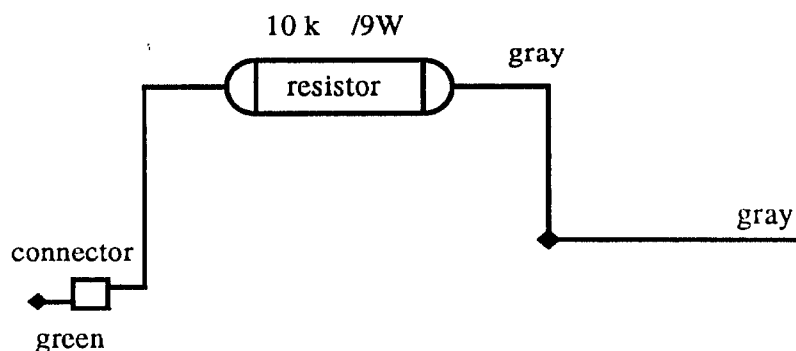 10 k /9W
gray
resistor
gray
connector
green